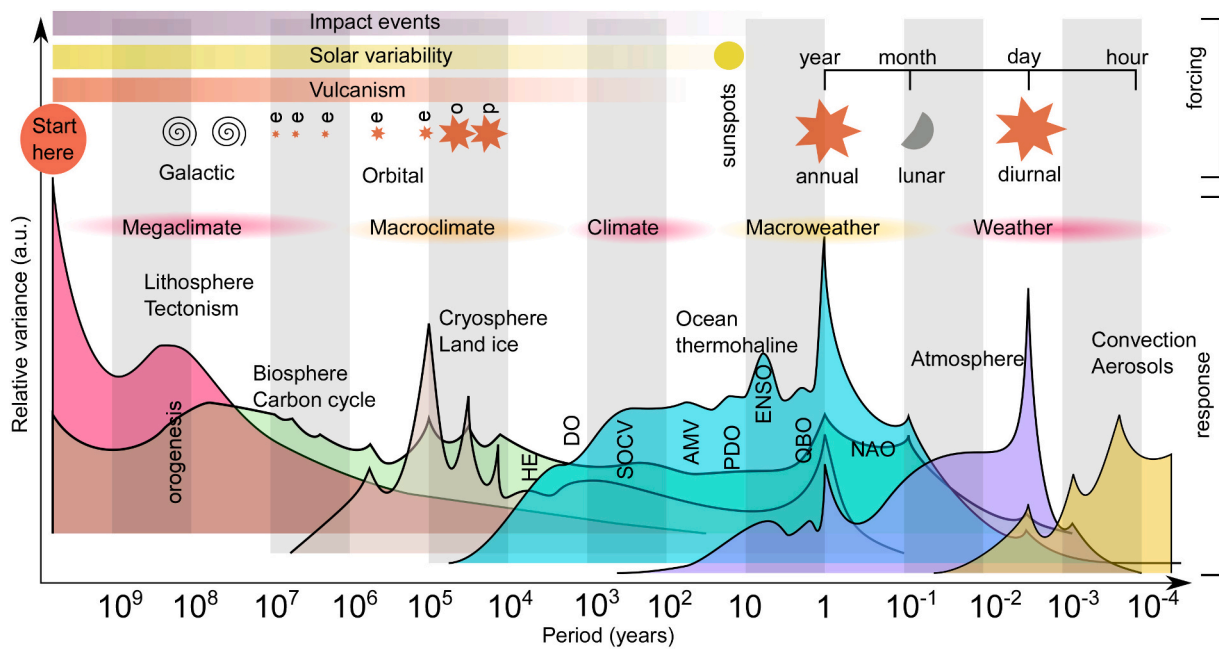 Impact events
Solar variability
Vulcanism
Start
here
e
e
e
e
e
o
p
sunspots
year
month
day
hour
forcing
Galactic
Orbital
annual
lunar
diurnal
Megaclimate
Macroclimate
Climate
Macroweather
Weather
Relative variance (a.u.)
Lithosphere
Tectonism
Biosphere
Carbon cycle
Cryosphere
Land ice
Ocean
thermohaline
Atmosphere
Convection
Aerosols
response
orogenesis
HE
DO
SOCV
AMV
PDO
ENSO
QBO
NAO
10⁹ 10⁸ 10⁷ 10⁶ 10⁵ 10⁴ 10³ 10² 10 1 10⁻¹ 10⁻² 10⁻³ 10⁻⁴
Period (years)